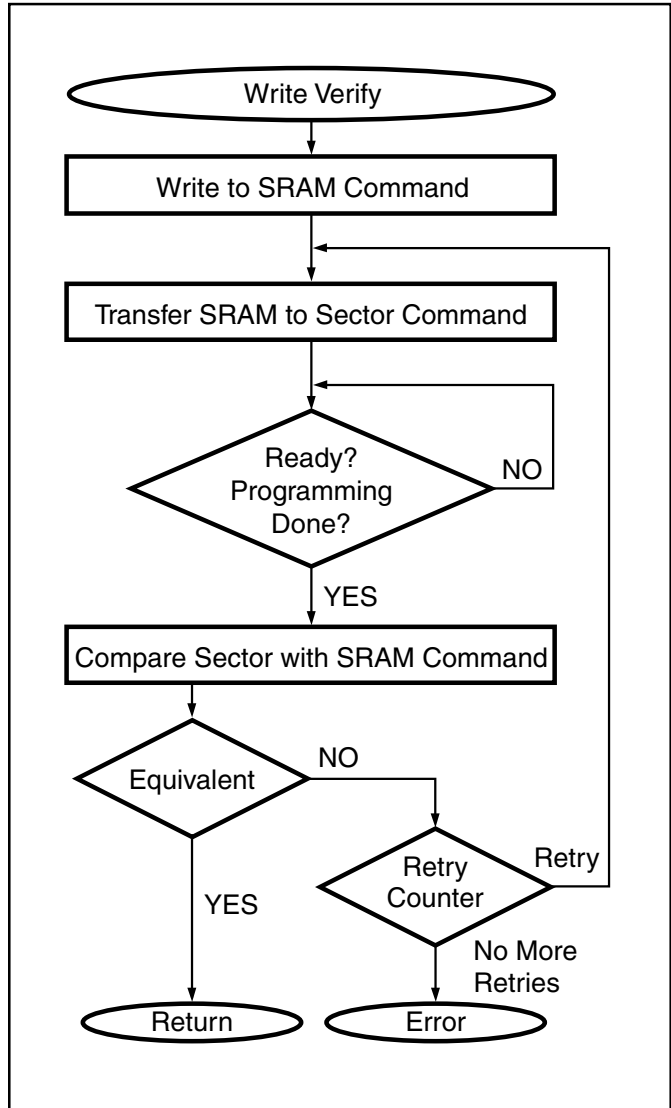 Write Verify
Write to SRAM Command
Transfer SRAM to Sector Command
Ready?
Programming
Done?
NO
YES
Compare Sector with SRAM Command
Equivalent
NO
Retry
Counter
Retry
YES
No More
Retries
Return
Error